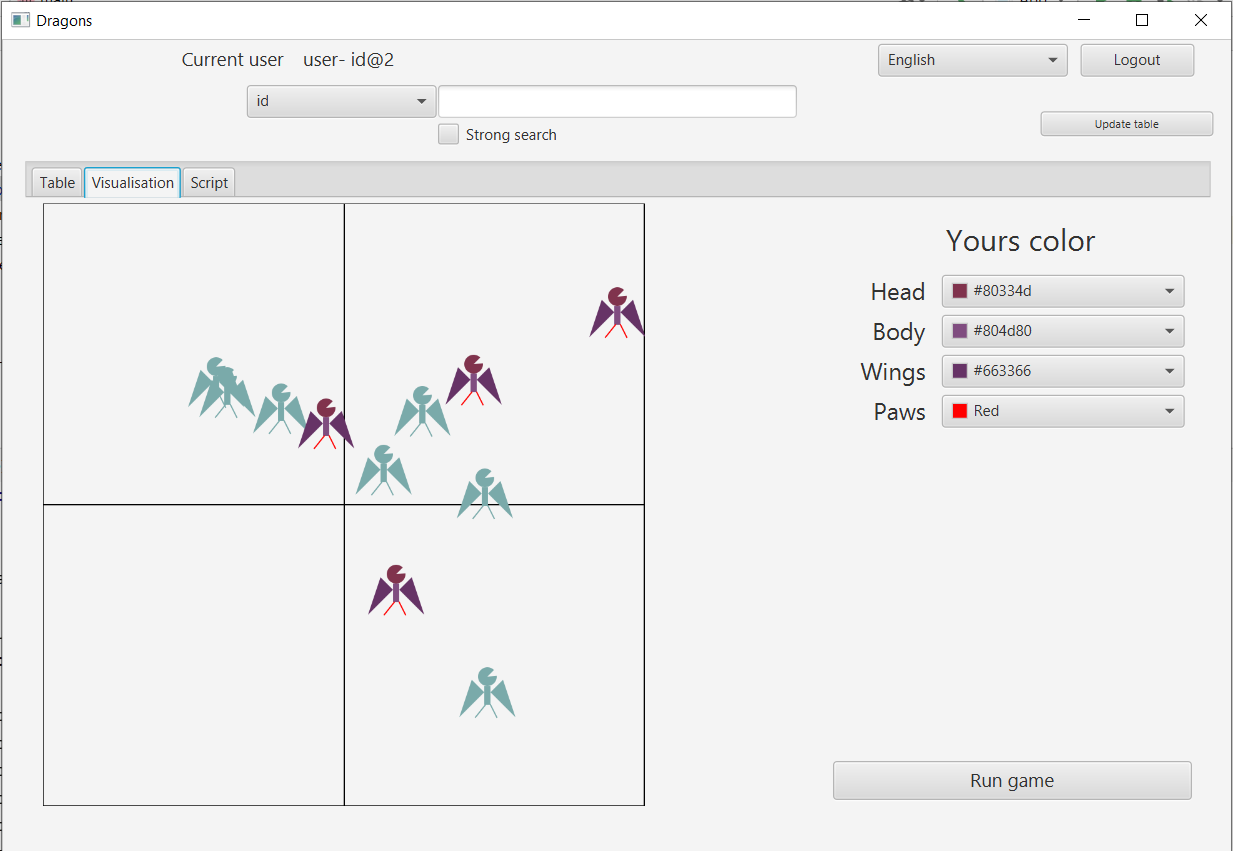 Dragons
Current user user- id@2
English
Logout
id
Strong search
Update table
Table Visualisation Script
Yours color
Head #80334d
Body #804d80
Wings #663366
Paws Red
Run game